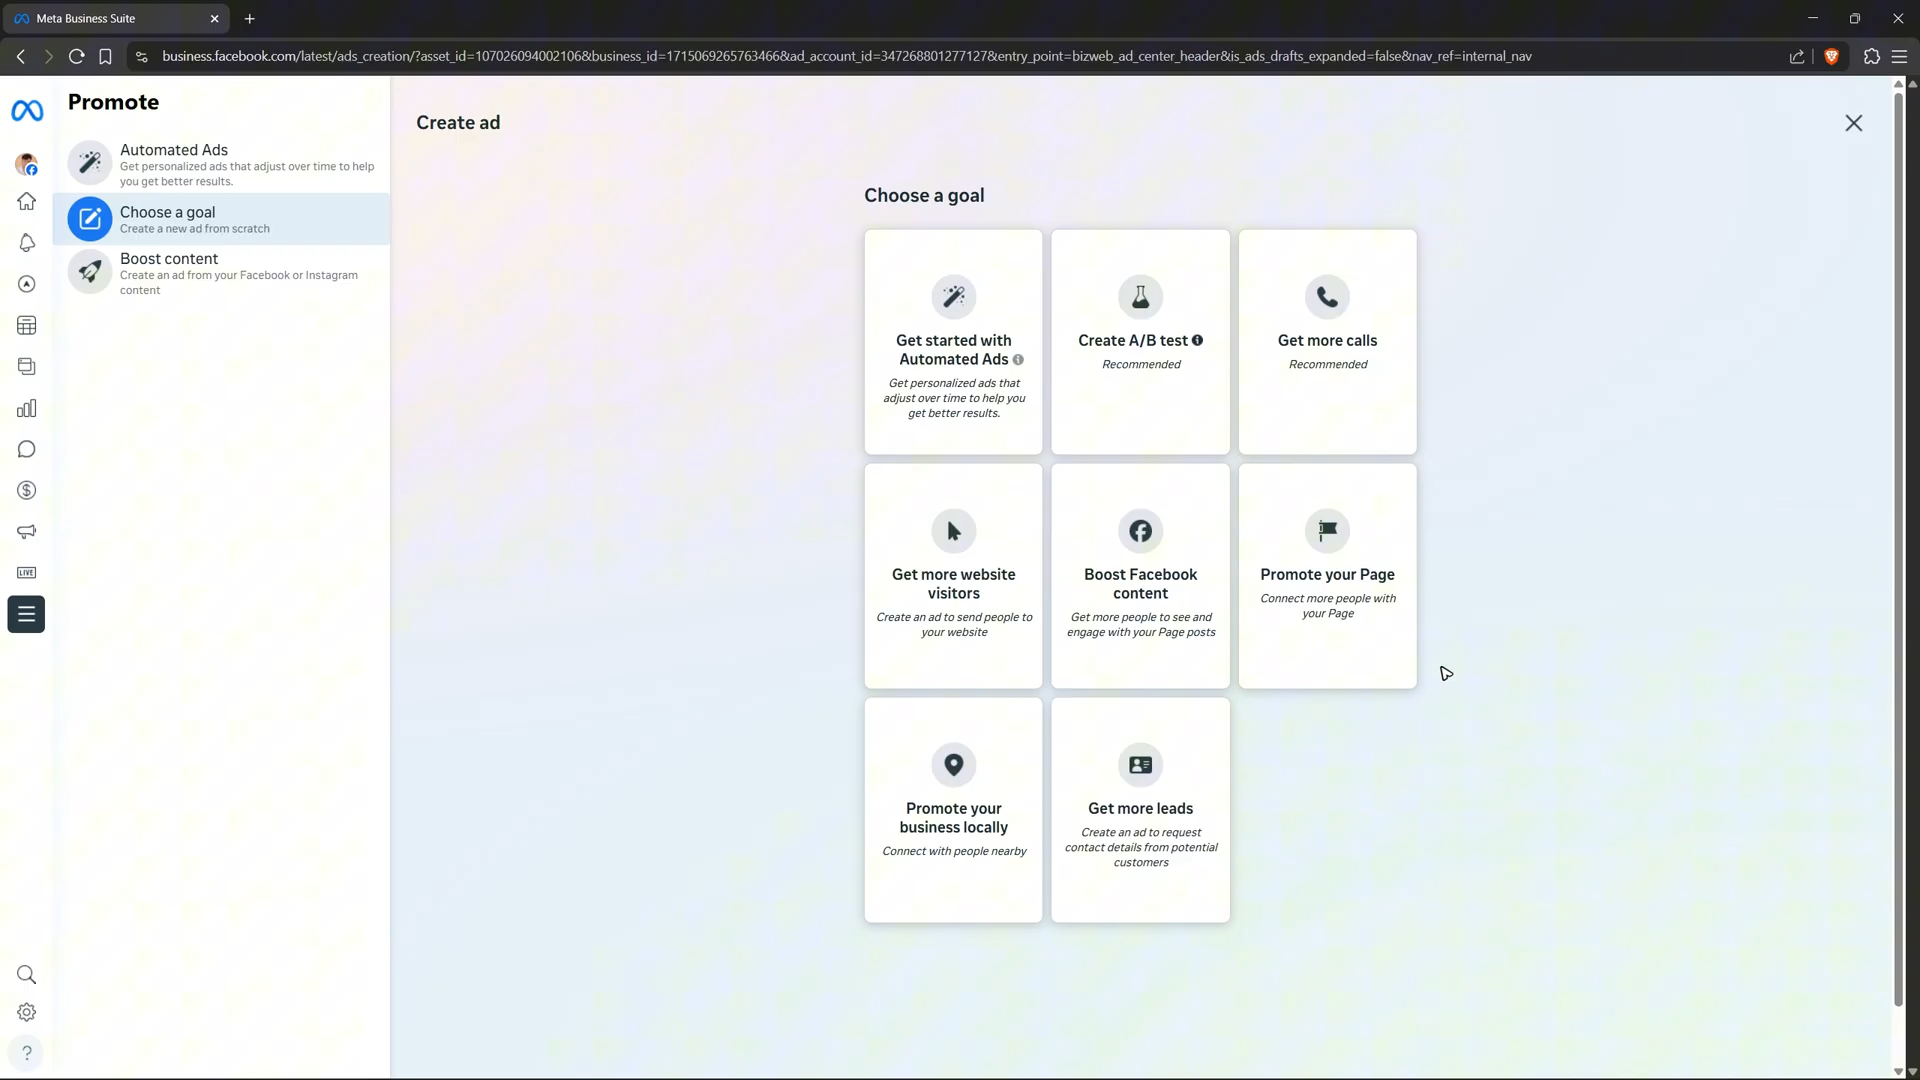 Meta Business Suite
business.facebook.com/latest/ads_creation/?asset_id=107026094002106&business_id=1715069265763466&ad_account_id=347268801277127&entry_point=bizweb_ad_center_header&is_ads_drafts_expanded=false&nav_ref=internal_nav
Promote
Automated Ads
Get personalized ads that adjust over time to help
you get better results.
Choose a goal
Create a new ad from scratch
Boost content
Create an ad from your Facebook or Instagram
content
LIVE
Create ad
Choose a goal
Get started with
Automated Ads
Get personalized ads that
adjust over time to help you
get better results.
Create A/B test
Recommended
Get more calls
Recommended
Get more website
visitors
Create an ad to send people to
your website
Boost Facebook
content
Get more people to see and
engage with your Page posts
Promote your Page
Connect more people with
your Page
Promote your
business locally
Connect with people nearby
Get more leads
Create an ad to request
contact details from potential
customers